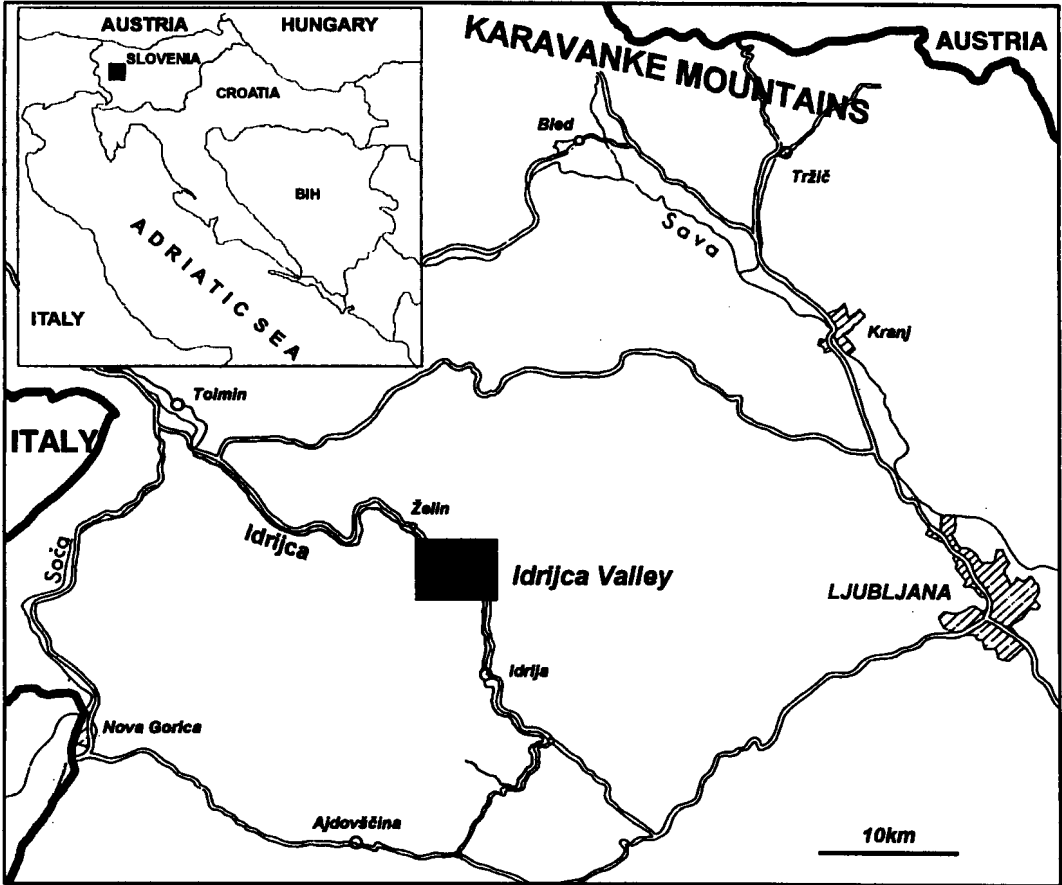 AUSTRIA
HUNGARY
SLOVENIA
CROATIA
BIH
ADRIATIC SEA
ITALY
KARAVANKE MOUNTAINS
AUSTRIA
Bled
Tržič
Sava
Kranj
Tolmin
ITALY
Želin
Idrijca
Soča
Idrijca Valley
LJUBLJANA
Idrija
Nova Gorica
Ajdovščina
10km